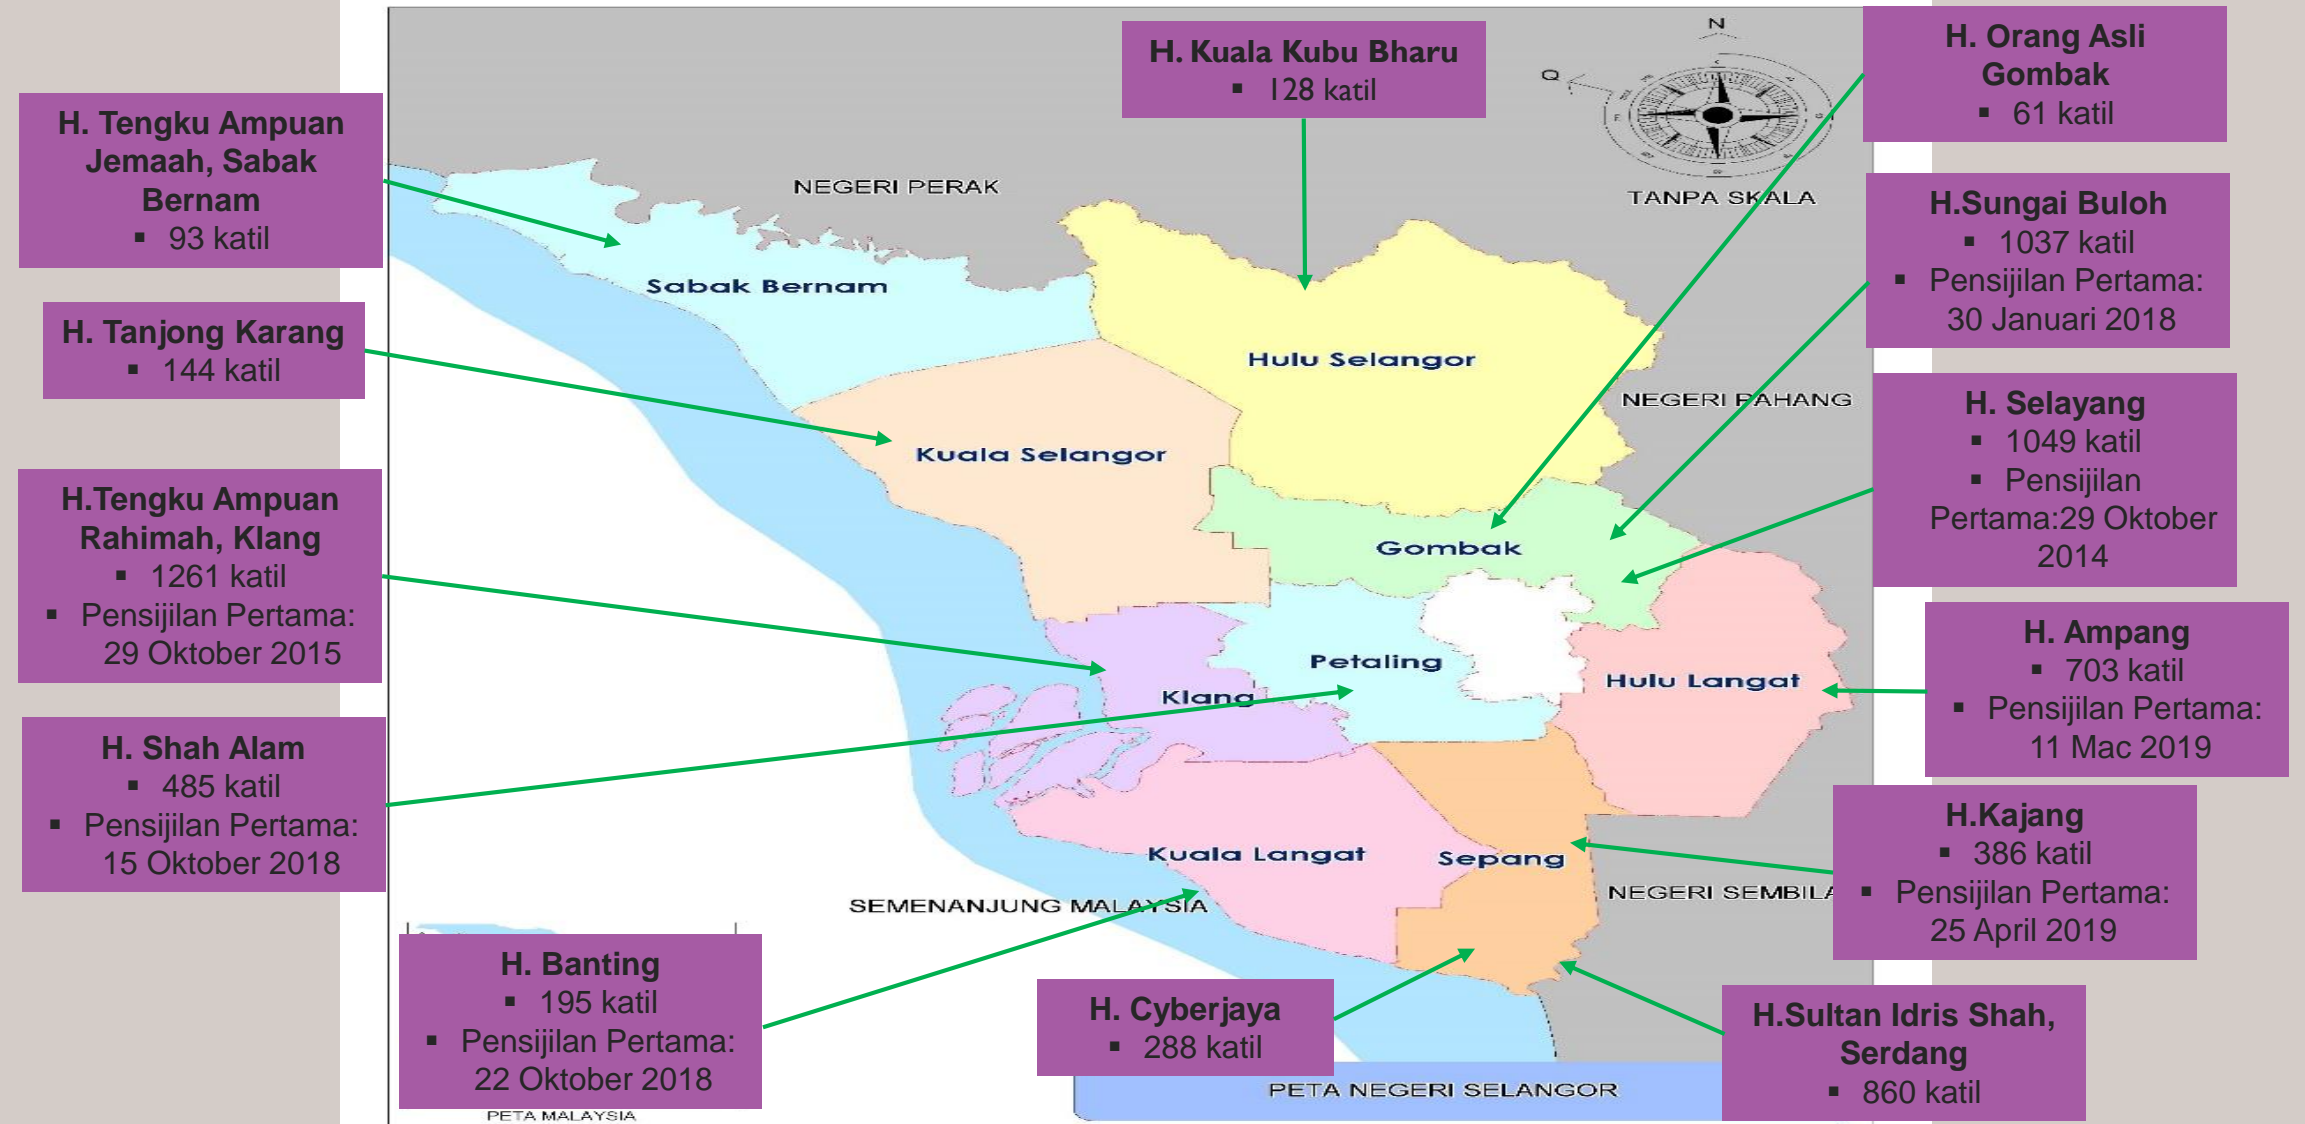 H. Tengku Ampuan
Jemaah, Sabak
Bernam
▪ 93 katil
H. Tanjong Karang
▪ 144 katil
H.Tengku Ampuan
Rahimah, Klang
▪ 1261 katil
▪ Pensijilan Pertama:
29 Oktober 2015
H. Shah Alam
▪ 485 katil
▪ Pensijilan Pertama:
15 Oktober 2018
H. Banting
▪ 195 katil
▪ Pensijilan Pertama:
22 Oktober 2018
PETA MALAYSIA
H. Kuala Kubu Bharu
▪ 128 katil
N
Q
TANPA SKALA
NEGERI PERAK
Sabak Bernam
Hulu Selangor
NEGERI PAHANG
Kuala Selangor
Gombak
Petaling
Klang
Hulu Langat
Kuala Langat
Sepang
NEGERI SEMBILA
SEMENANJUNG MALAYSIA
H. Cyberjaya
▪ 288 katil
PETA NEGERI SELANGOR
H. Orang Asli
Gombak
▪ 61 katil
H.Sungai Buloh
▪ 1037 katil
▪ Pensijilan Pertama:
30 Januari 2018
H. Selayang
▪ 1049 katil
▪ Pensijilan
Pertama:29 Oktober
2014
H. Ampang
▪ 703 katil
▪ Pensijilan Pertama:
11 Mac 2019
H.Kajang
▪ 386 katil
▪ Pensijilan Pertama:
25 April 2019
H.Sultan Idris Shah,
Serdang
▪ 860 katil